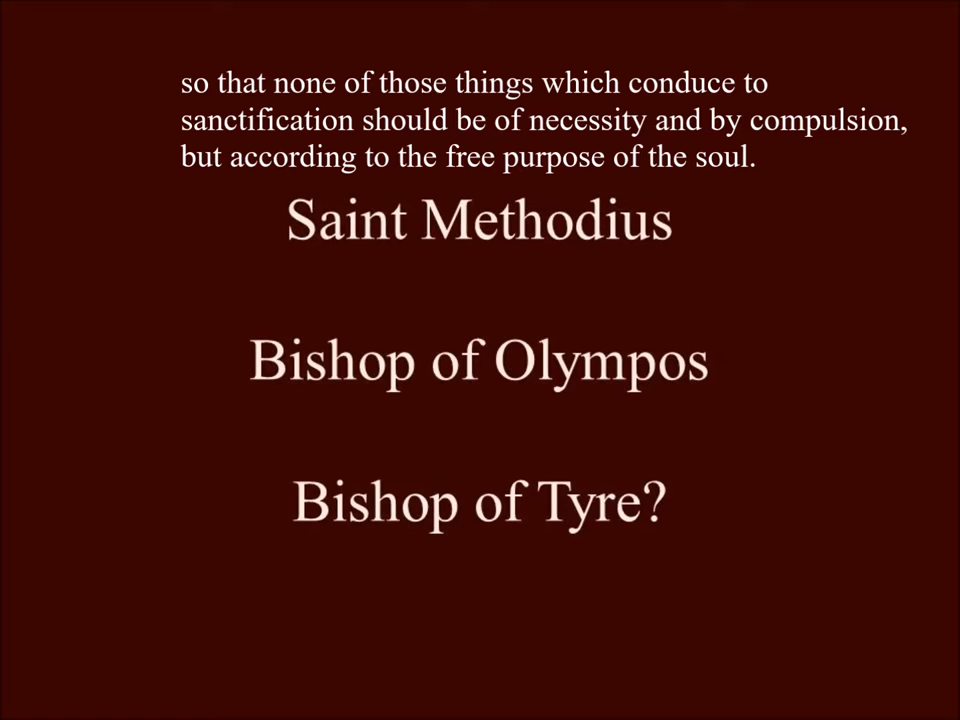 so that none of those things which conduce to
sanctification should be of necessity and by compulsion,
but according to the free purpose of the soul.
Saint Methodius
Bishop of Olympos
Bishop of Tyre?